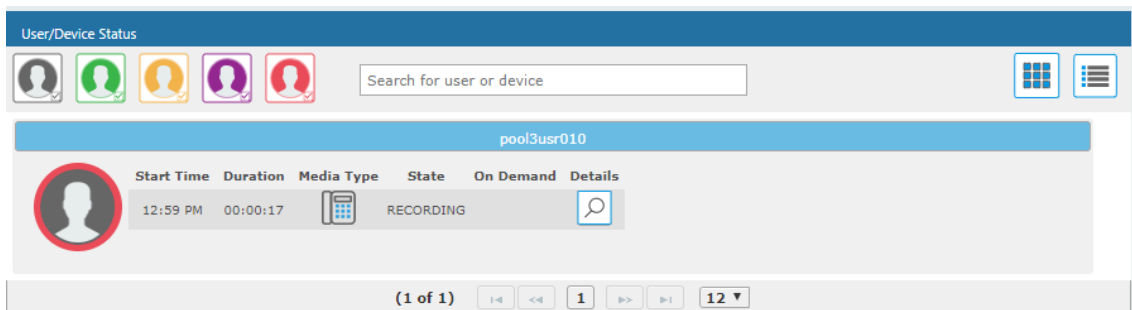 User/Device Status
Search for user or device
pool3usr010
Start Time Duration Media Type State On Demand Details
12:59 PM 00:00:17 RECORDING
(1 of 1) 1 12